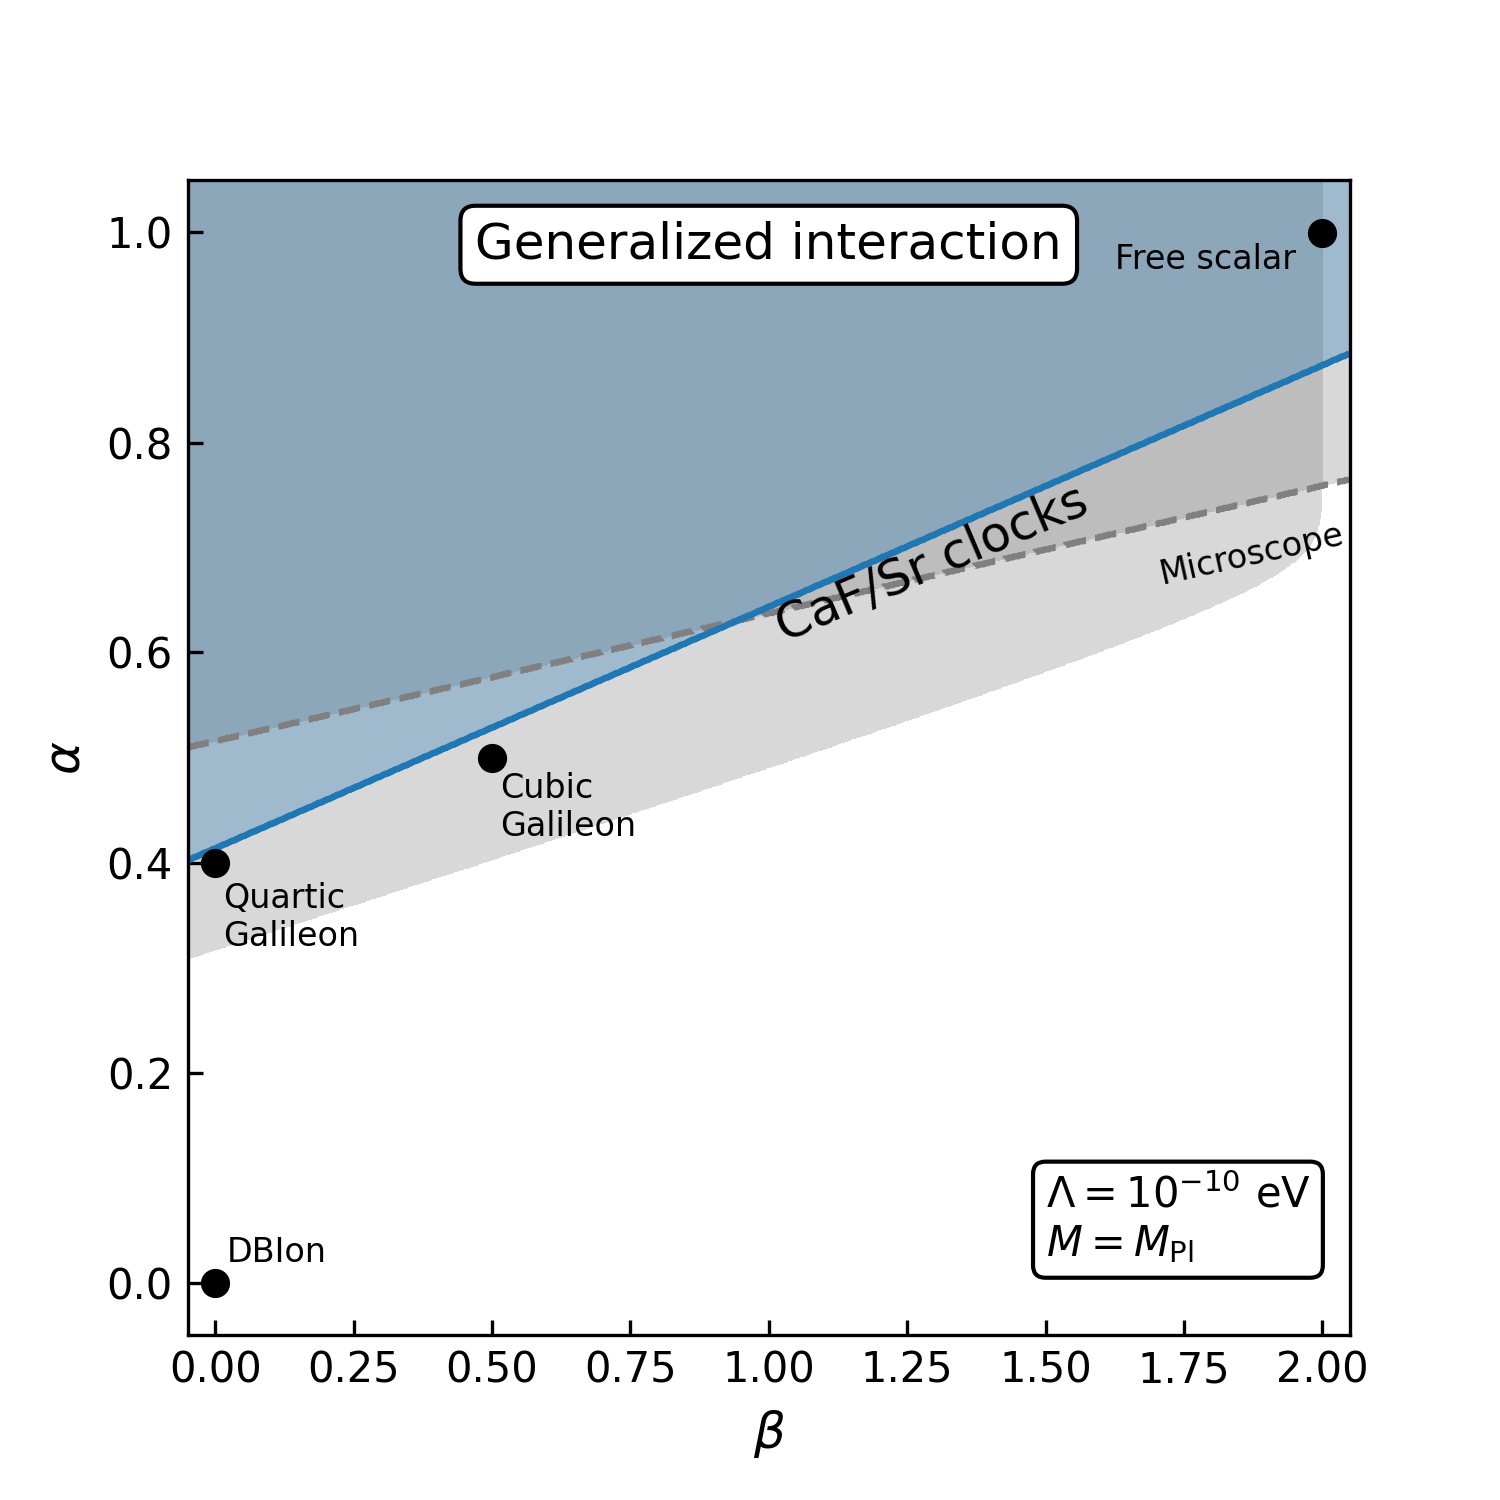 Generalized interaction
Free scalar
CaF/Sr clocks
Microscope
Cubic
Galileon
Quartic
Galileon
DBIon
Λ = 10⁻¹⁰ eV
M = M_Pl
1.0
0.8
0.6
0.4
0.2
0.0
α
0.00 0.25 0.50 0.75 1.00 1.25 1.50 1.75 2.00
β